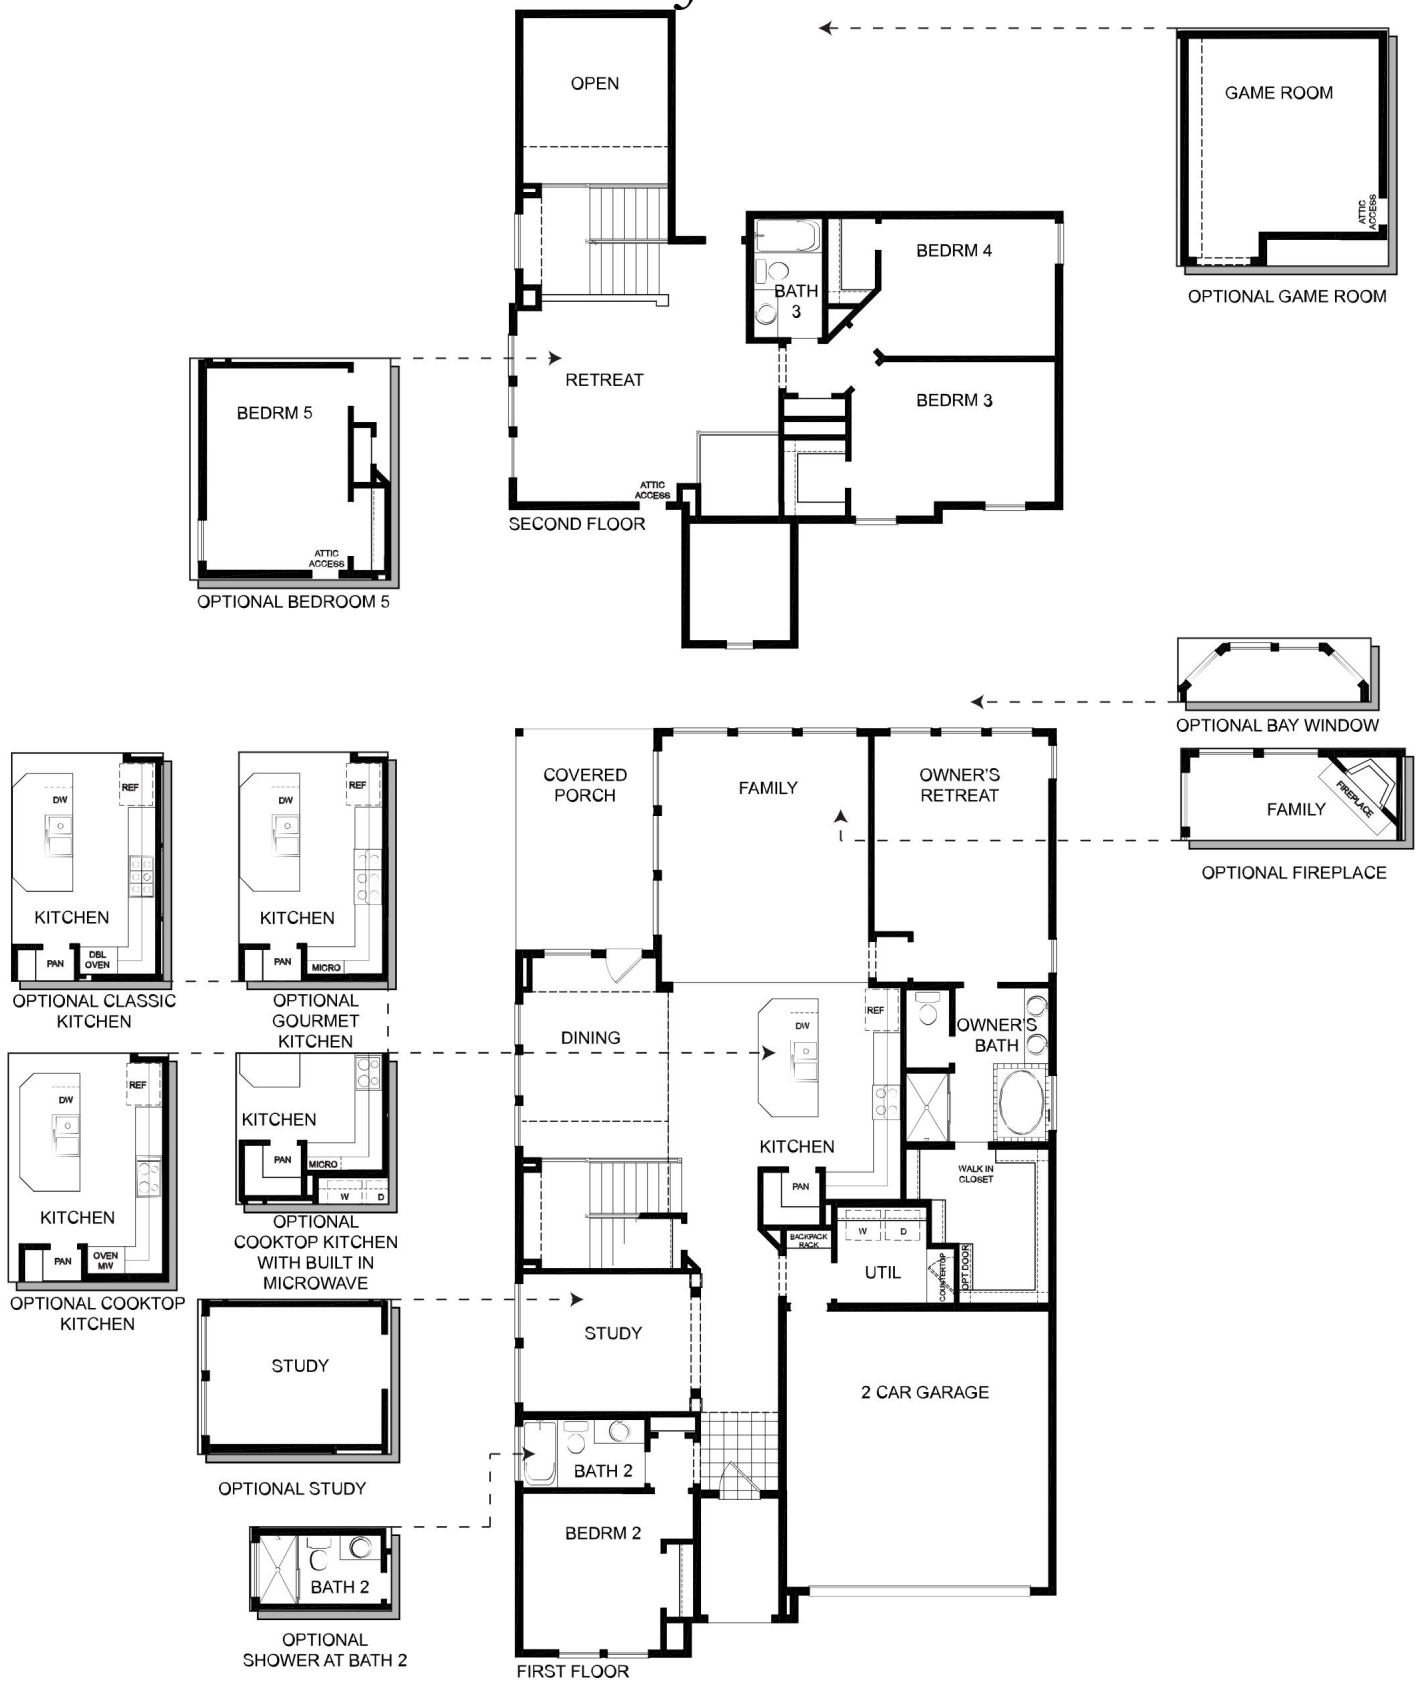 OPEN
GAME ROOM
ATTIC
ACCESS
OPTIONAL GAME ROOM
BEDRM 4
BATH
3
RETREAT
BEDRM 3
ATTIC
ACCESS
SECOND FLOOR
BEDRM 5
ATTIC
ACCESS
OPTIONAL BEDROOM 5
OPTIONAL BAY WINDOW
FAMILY
FIREPLACE
OPTIONAL FIREPLACE
DW
REF
KITCHEN
PAN
DBL
OVEN
OPTIONAL CLASSIC
KITCHEN
DW
REF
KITCHEN
PAN
MICRO
OPTIONAL
GOURMET
KITCHEN
DW
REF
KITCHEN
PAN
OVEN
MW
OPTIONAL COOKTOP
KITCHEN
KITCHEN
PAN
MICRO
W
D
OPTIONAL
COOKTOP KITCHEN
WITH BUILT IN
MICROWAVE
STUDY
OPTIONAL STUDY
BATH 2
OPTIONAL
SHOWER AT BATH 2
COVERED
PORCH
FAMILY
OWNER'S
RETREAT
DINING
DW
REF
KITCHEN
PAN
OWNER'S
BATH
WALK IN
CLOSET
BACKPACK
RACK
W
D
UTIL
COUNTERTOP
OPT DOOR
STUDY
2 CAR GARAGE
BATH 2
BEDRM 2
FIRST FLOOR